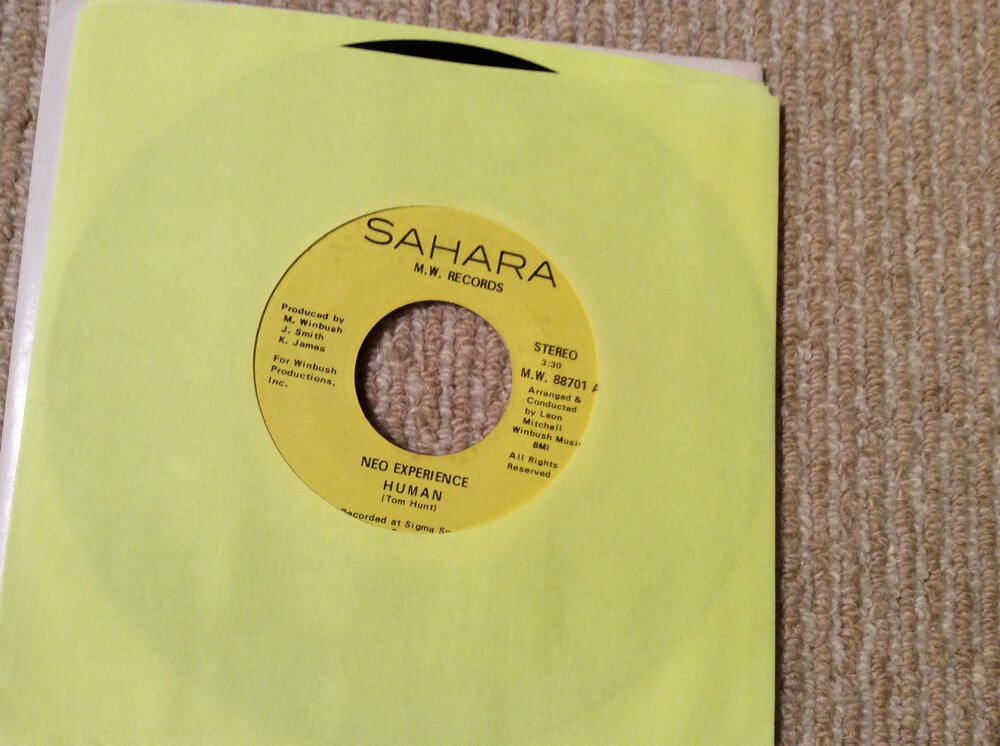 SAHARA
M.W. RECORDS
Produced by
M. Winbush
J. Smith
K. James
For Winbush
Productions,
Inc.
STEREO
3:30
M.W. 88701 A
Arranged &
Conducted
by Leon
Mitchell
Winbush Music
BMI
All Rights
Reserved
NEO EXPERIENCE
HUMAN
(Tom Hunt)
Recorded at Sigma